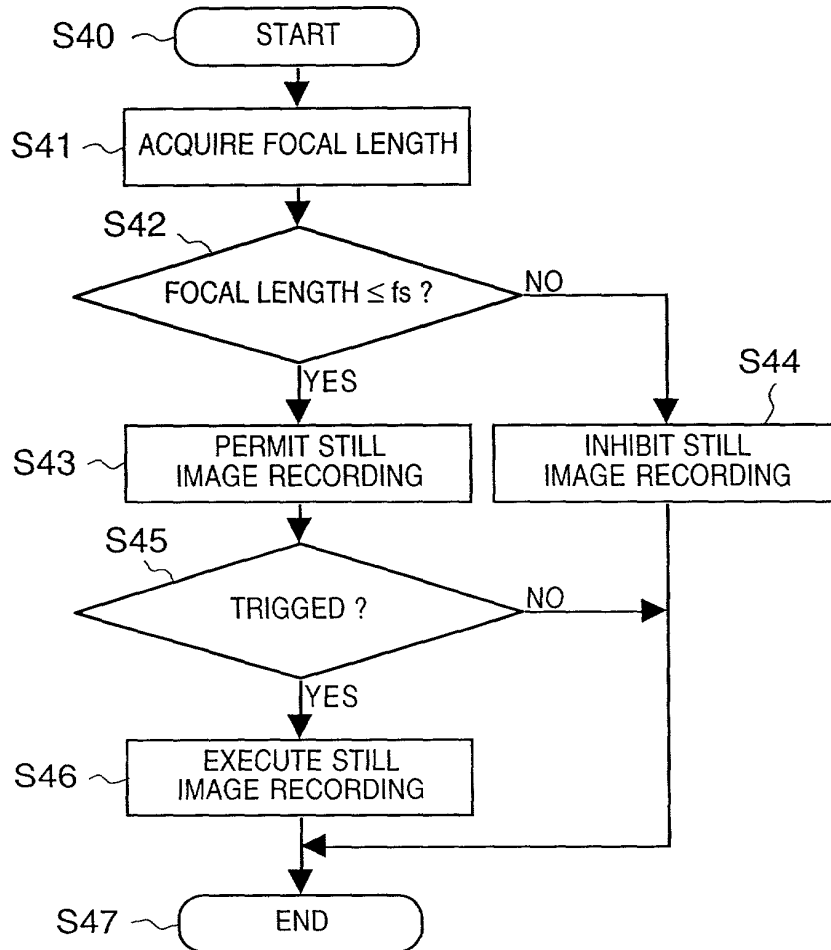 S40
START
S41
ACQUIRE FOCAL LENGTH
S42
FOCAL LENGTH ≤ fs ?
NO
YES
S44
S43
PERMIT STILL
IMAGE RECORDING
INHIBIT STILL
IMAGE RECORDING
S45
TRIGGED ?
NO
YES
S46
EXECUTE STILL
IMAGE RECORDING
S47
END